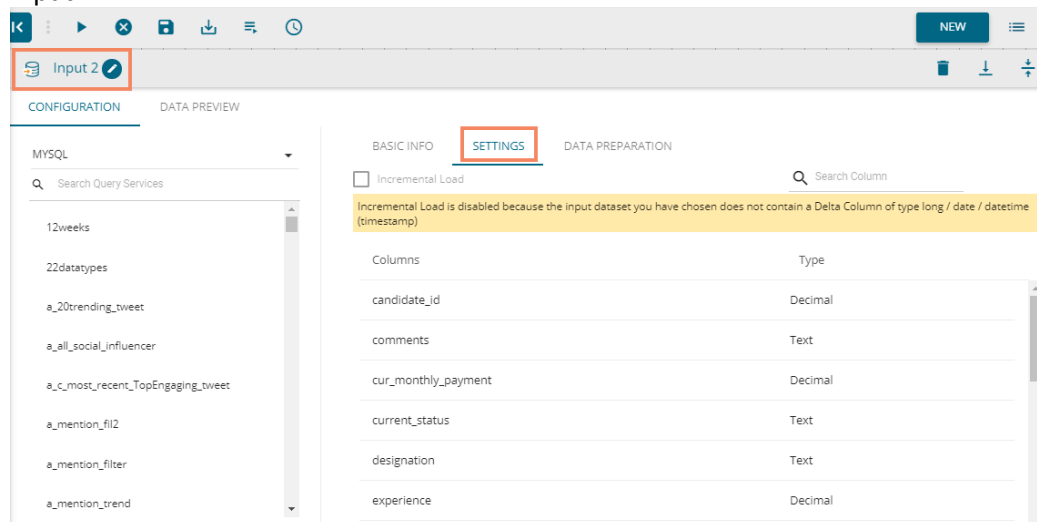 NEW
Input 2
CONFIGURATION DATA PREVIEW
MYSQL
Search Query Services
12weeks
22datatypes
a_20trending_tweet
a_all_social_influencer
a_c_most_recent_TopEngaging_tweet
a_mention_fil2
a_mention_filter
a_mention_trend
BASIC INFO SETTINGS DATA PREPARATION
Incremental Load Search Column
Incremental Load is disabled because the input dataset you have chosen does not contain a Delta Column of type long / date / datetime
(timestamp)
Columns Type
candidate_id Decimal
comments Text
cur_monthly_payment Decimal
current_status Text
designation Text
experience Decimal